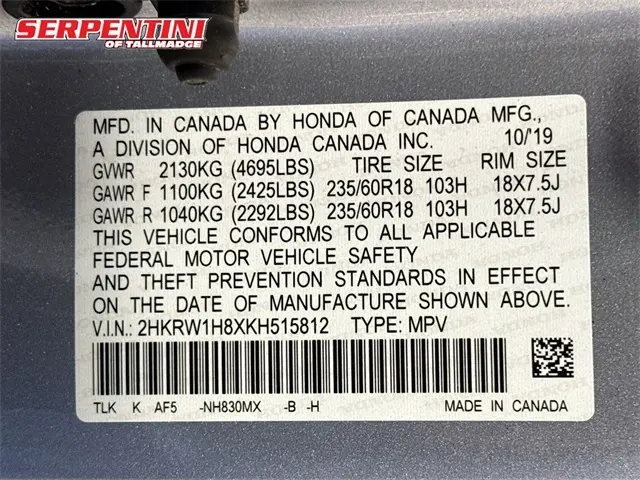 SERPENTINI
OF TALLMADGE
MFD. IN CANADA BY HONDA OF CANADA MFG.,
A DIVISION OF HONDA CANADA INC. 10/'19
GVWR 2130KG (4695LBS) TIRE SIZE RIM SIZE
GAWR F 1100KG (2425LBS) 235/60R18 103H 18X7.5J
GAWR R 1040KG (2292LBS) 235/60R18 103H 18X7.5J
THIS VEHICLE CONFORMS TO ALL APPLICABLE
FEDERAL MOTOR VEHICLE SAFETY
AND THEFT PREVENTION STANDARDS IN EFFECT
ON THE DATE OF MANUFACTURE SHOWN ABOVE.
V.I.N.: 2HKRW1H8XKH515812 TYPE: MPV
TLK K AF5 -NH830MX -B -H MADE IN CANADA